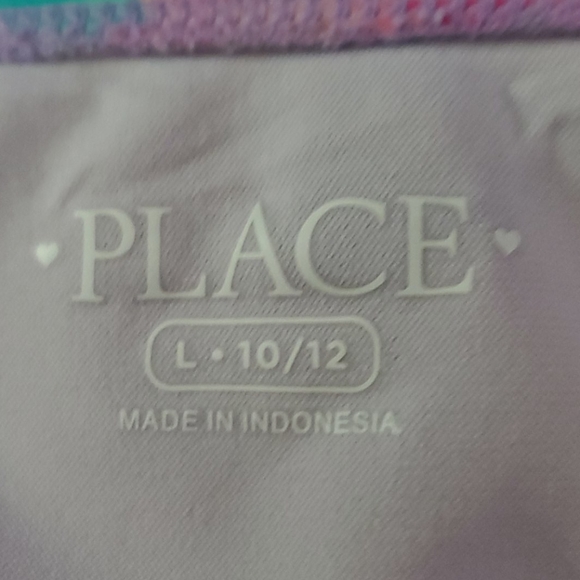 ♥PLACE♥
L • 10/12
MADE IN INDONESIA